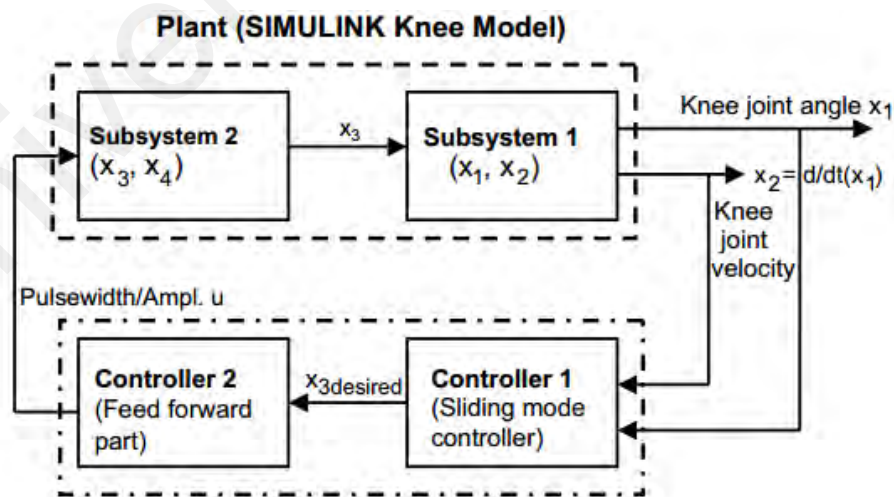 Plant (SIMULINK Knee Model)
Subsystem 2
(x₃, x₄)
x₃
Subsystem 1
(x₁, x₂)
Knee joint angle x₁
x₂= d/dt(x₁)
Knee
joint
velocity
Pulsewidth/Ampl. u
Controller 2
(Feed forward
part)
x₃desired
Controller 1
(Sliding mode
controller)